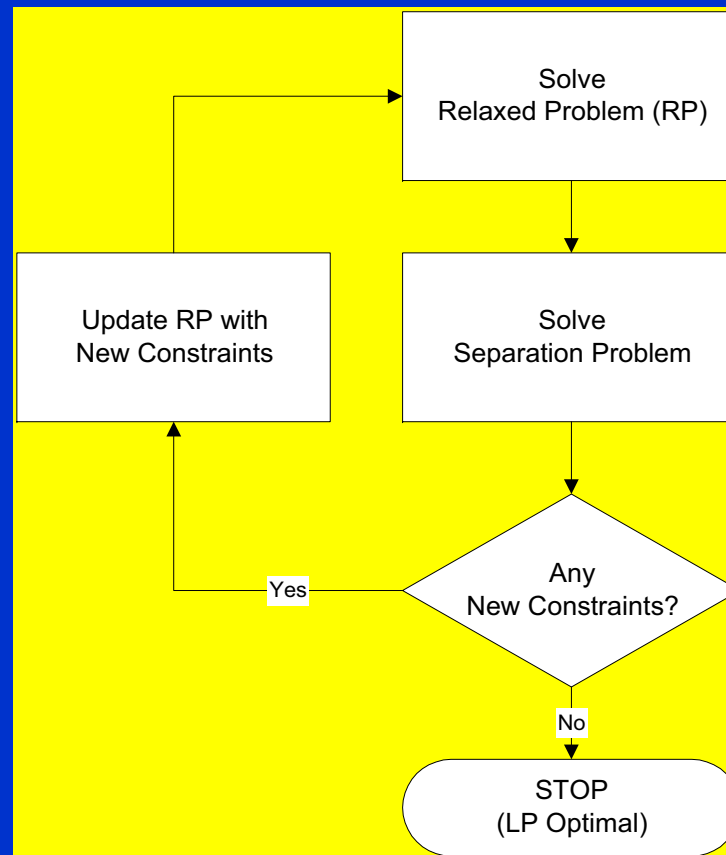 Solve
Relaxed Problem (RP)
Update RP with
New Constraints
Solve
Separation Problem
Any
New Constraints?
Yes
No
STOP
(LP Optimal)